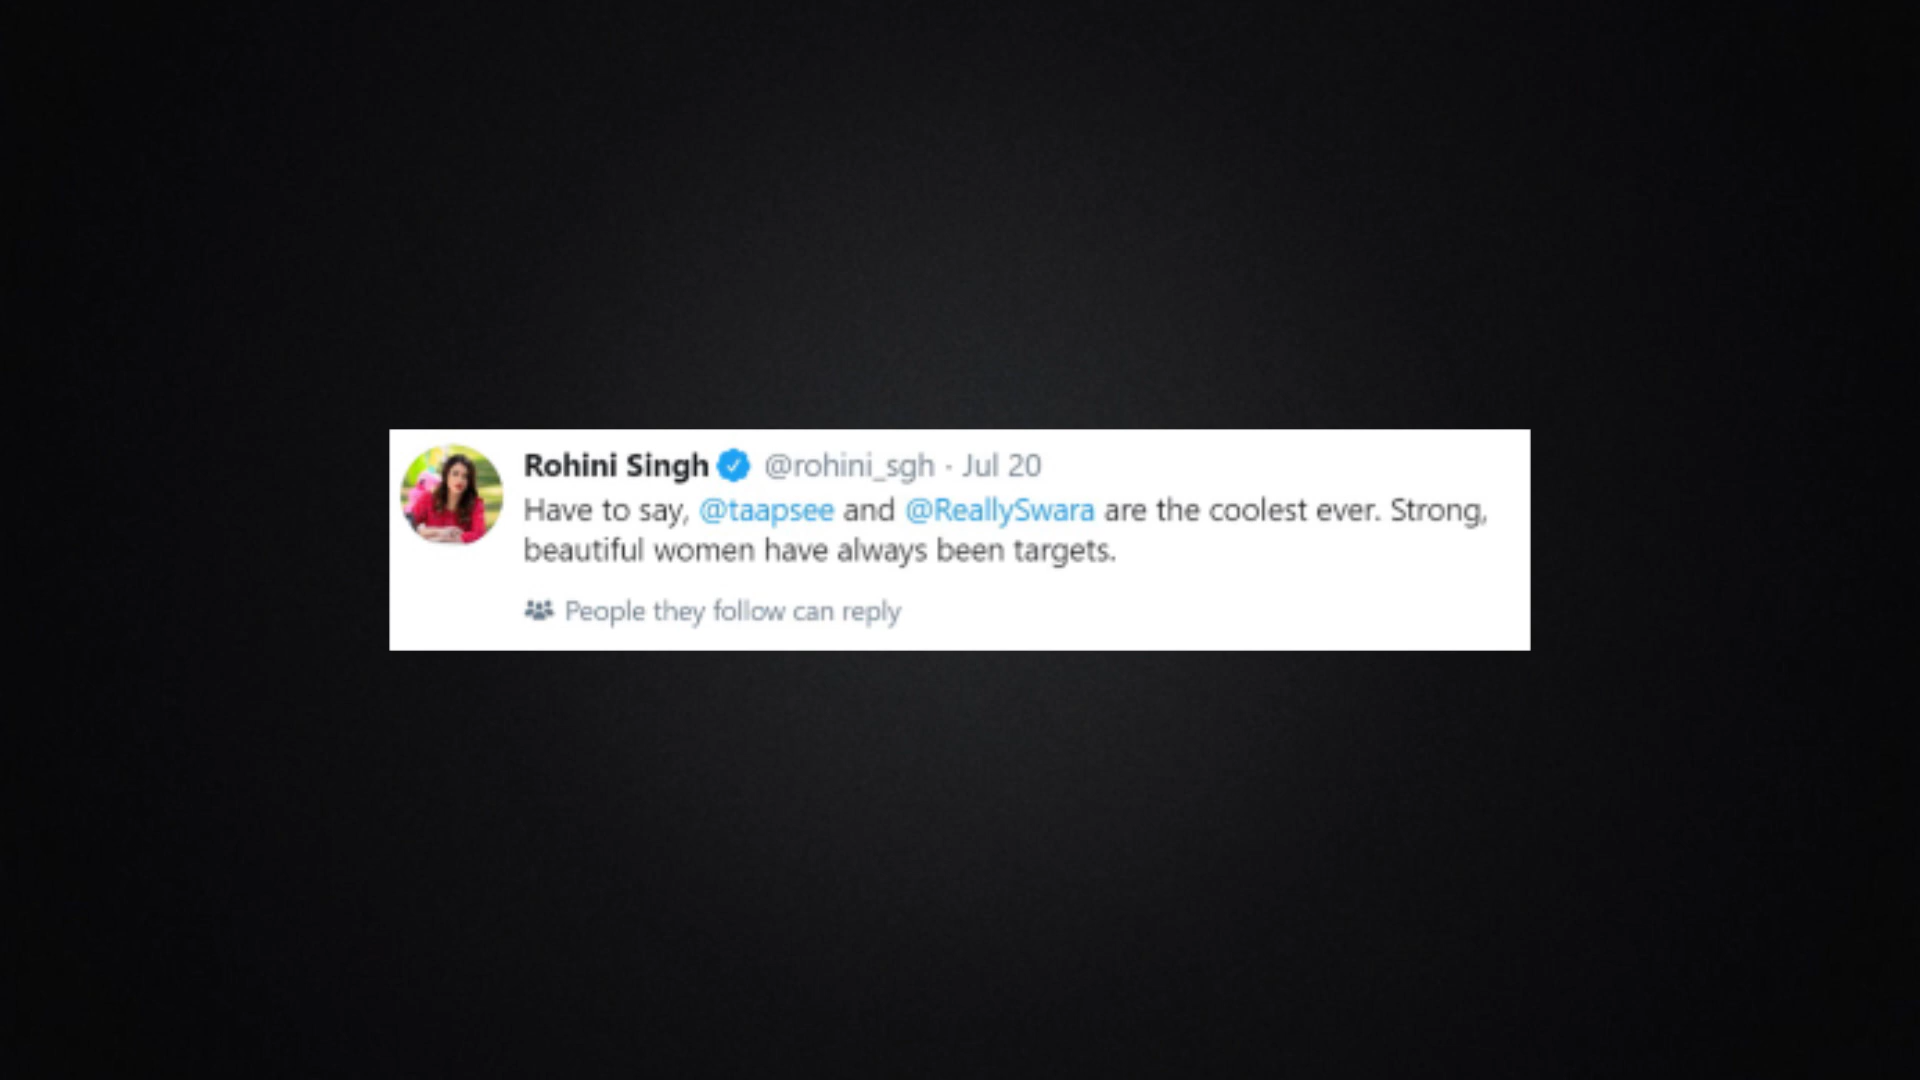 Rohini Singh @rohini_sgh · Jul 20
Have to say, @taapsee and @ReallySwara are the coolest ever. Strong,
beautiful women have always been targets.
People they follow can reply